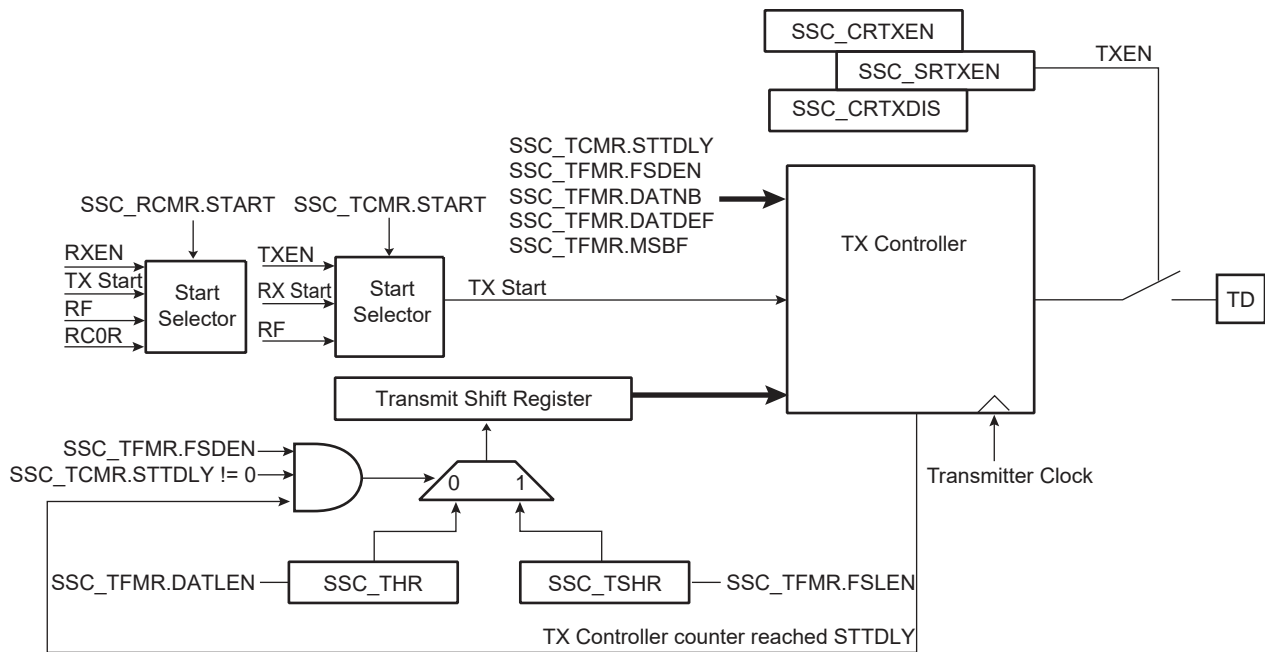 SSC_CRTXEN
SSC_SRTXEN
TXEN
SSC_CRTXDIS
SSC_TCMR.STTDLY
SSC_TFMR.FSDEN
SSC_TFMR.DATNB
SSC_TFMR.DATDEF
SSC_TFMR.MSBF
SSC_RCMR.START
SSC_TCMR.START
RXEN
TX Start
RF
RC0R
Start
Selector
TXEN
RX Start
RF
Start
Selector
TX Start
TX Controller
TD
Transmit Shift Register
SSC_TFMR.FSDEN
SSC_TCMR.STTDLY != 0
0
1
Transmitter Clock
SSC_TFMR.DATLEN
SSC_THR
SSC_TSHR
SSC_TFMR.FSLEN
TX Controller counter reached STTDLY